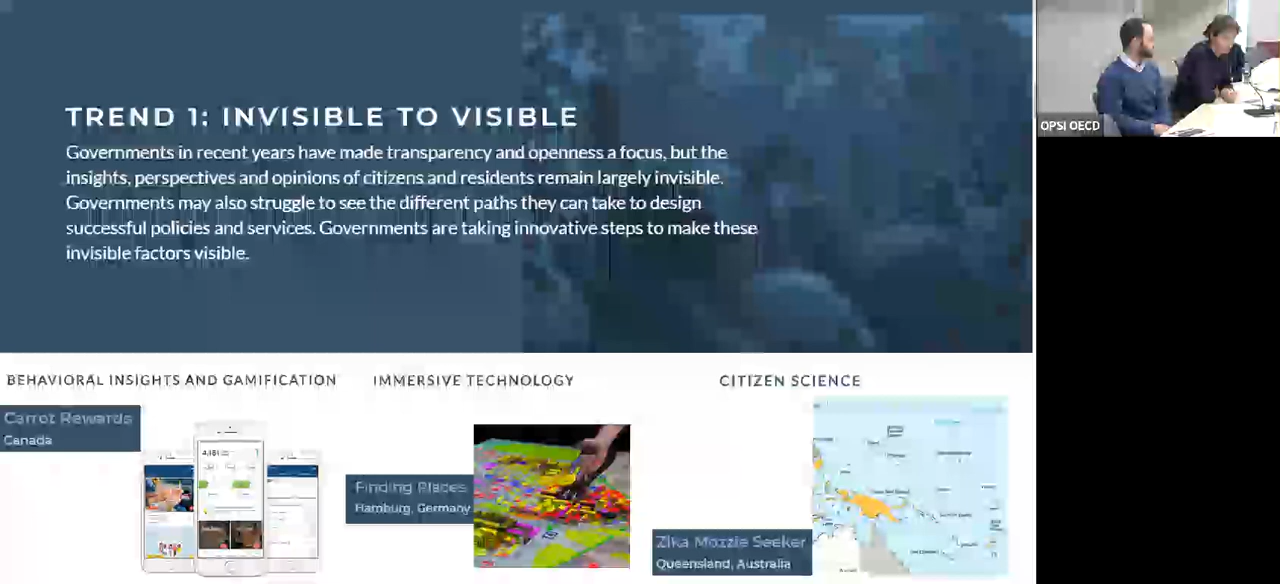 TREND 1: INVISIBLE TO VISIBLE
Governments in recent years have made transparency and openness a focus, but the
insights, perspectives and opinions of citizens and residents remain largely invisible.
Governments may also struggle to see the different paths they can take to design
successful policies and services. Governments are taking innovative steps to make these
invisible factors visible.
OPSI OECD
BEHAVIORAL INSIGHTS AND GAMIFICATION
IMMERSIVE TECHNOLOGY
CITIZEN SCIENCE
Carrot Rewards
Canada
Finding Places
Hamburg, Germany
Zika Mozzie Seeker
Queensland, Australia